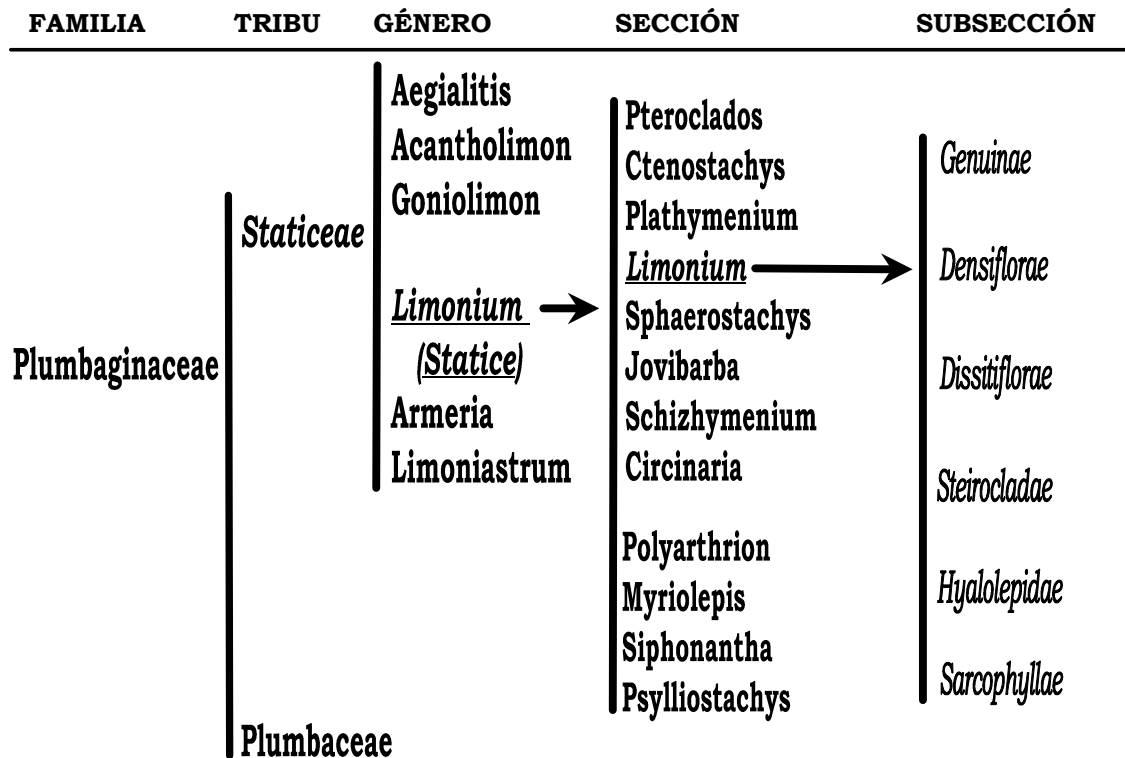 FAMILIA TRIBU GÉNERO SECCIÓN SUBSECCIÓN
Plumbaginaceae
Staticeae
Plumbaceae
Aegialitis
Acantholimon
Goniolimon
Limonium
(Statice)
Armeria
Limoniastrum
Pteroclados
Ctenostachys
Plathymenium
Limonium
Sphaerostachys
Jovibarba
Schizhymenium
Circinaria
Polyarthrion
Myriolepis
Siphonantha
Psylliostachys
Genuinae
Densiflorae
Dissitiflorae
Steirocladae
Hyalolepidae
Sarcophyllae